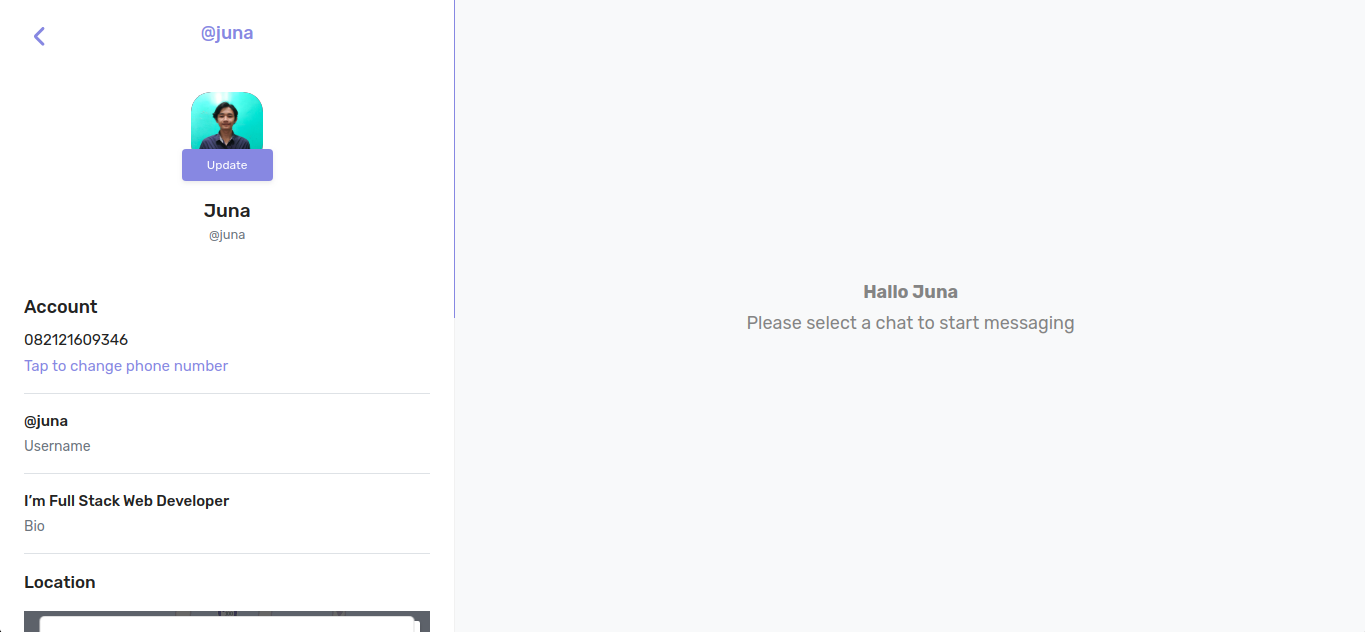 @juna
Update
Juna
@juna
Account
082121609346
Tap to change phone number
@juna
Username
I'm Full Stack Web Developer
Bio
Location
Hallo Juna
Please select a chat to start messaging